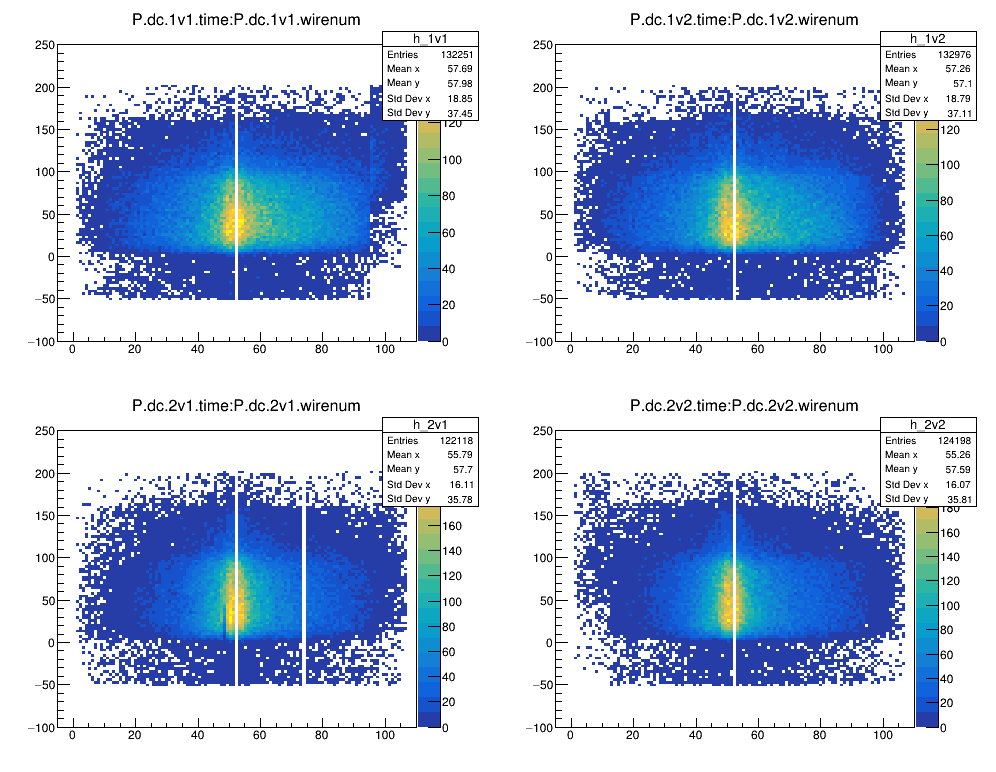 P.dc.1v1.time:P.dc.1v1.wirenum
h_1v1
Entries 132251
Mean x 57.69
Mean y 57.98
Std Dev x 18.85
Std Dev y 37.45
250
200
150
100
50
0
−50
−100
0 20 40 60 80 100
120
100
80
60
40
20
0
P.dc.1v2.time:P.dc.1v2.wirenum
h_1v2
Entries 132976
Mean x 57.26
Mean y 57.1
Std Dev x 18.79
Std Dev y 37.11
250
200
150
100
50
0
−50
−100
0 20 40 60 80 100
120
100
80
60
40
20
0
P.dc.2v1.time:P.dc.2v1.wirenum
h_2v1
Entries 122118
Mean x 55.79
Mean y 57.7
Std Dev x 16.11
Std Dev y 35.78
250
200
150
100
50
0
−50
−100
0 20 40 60 80 100
160
140
120
100
80
60
40
20
0
P.dc.2v2.time:P.dc.2v2.wirenum
h_2v2
Entries 124198
Mean x 55.26
Mean y 57.59
Std Dev x 16.07
Std Dev y 35.81
250
200
150
100
50
0
−50
−100
0 20 40 60 80 100
180
160
140
120
100
80
60
40
20
0